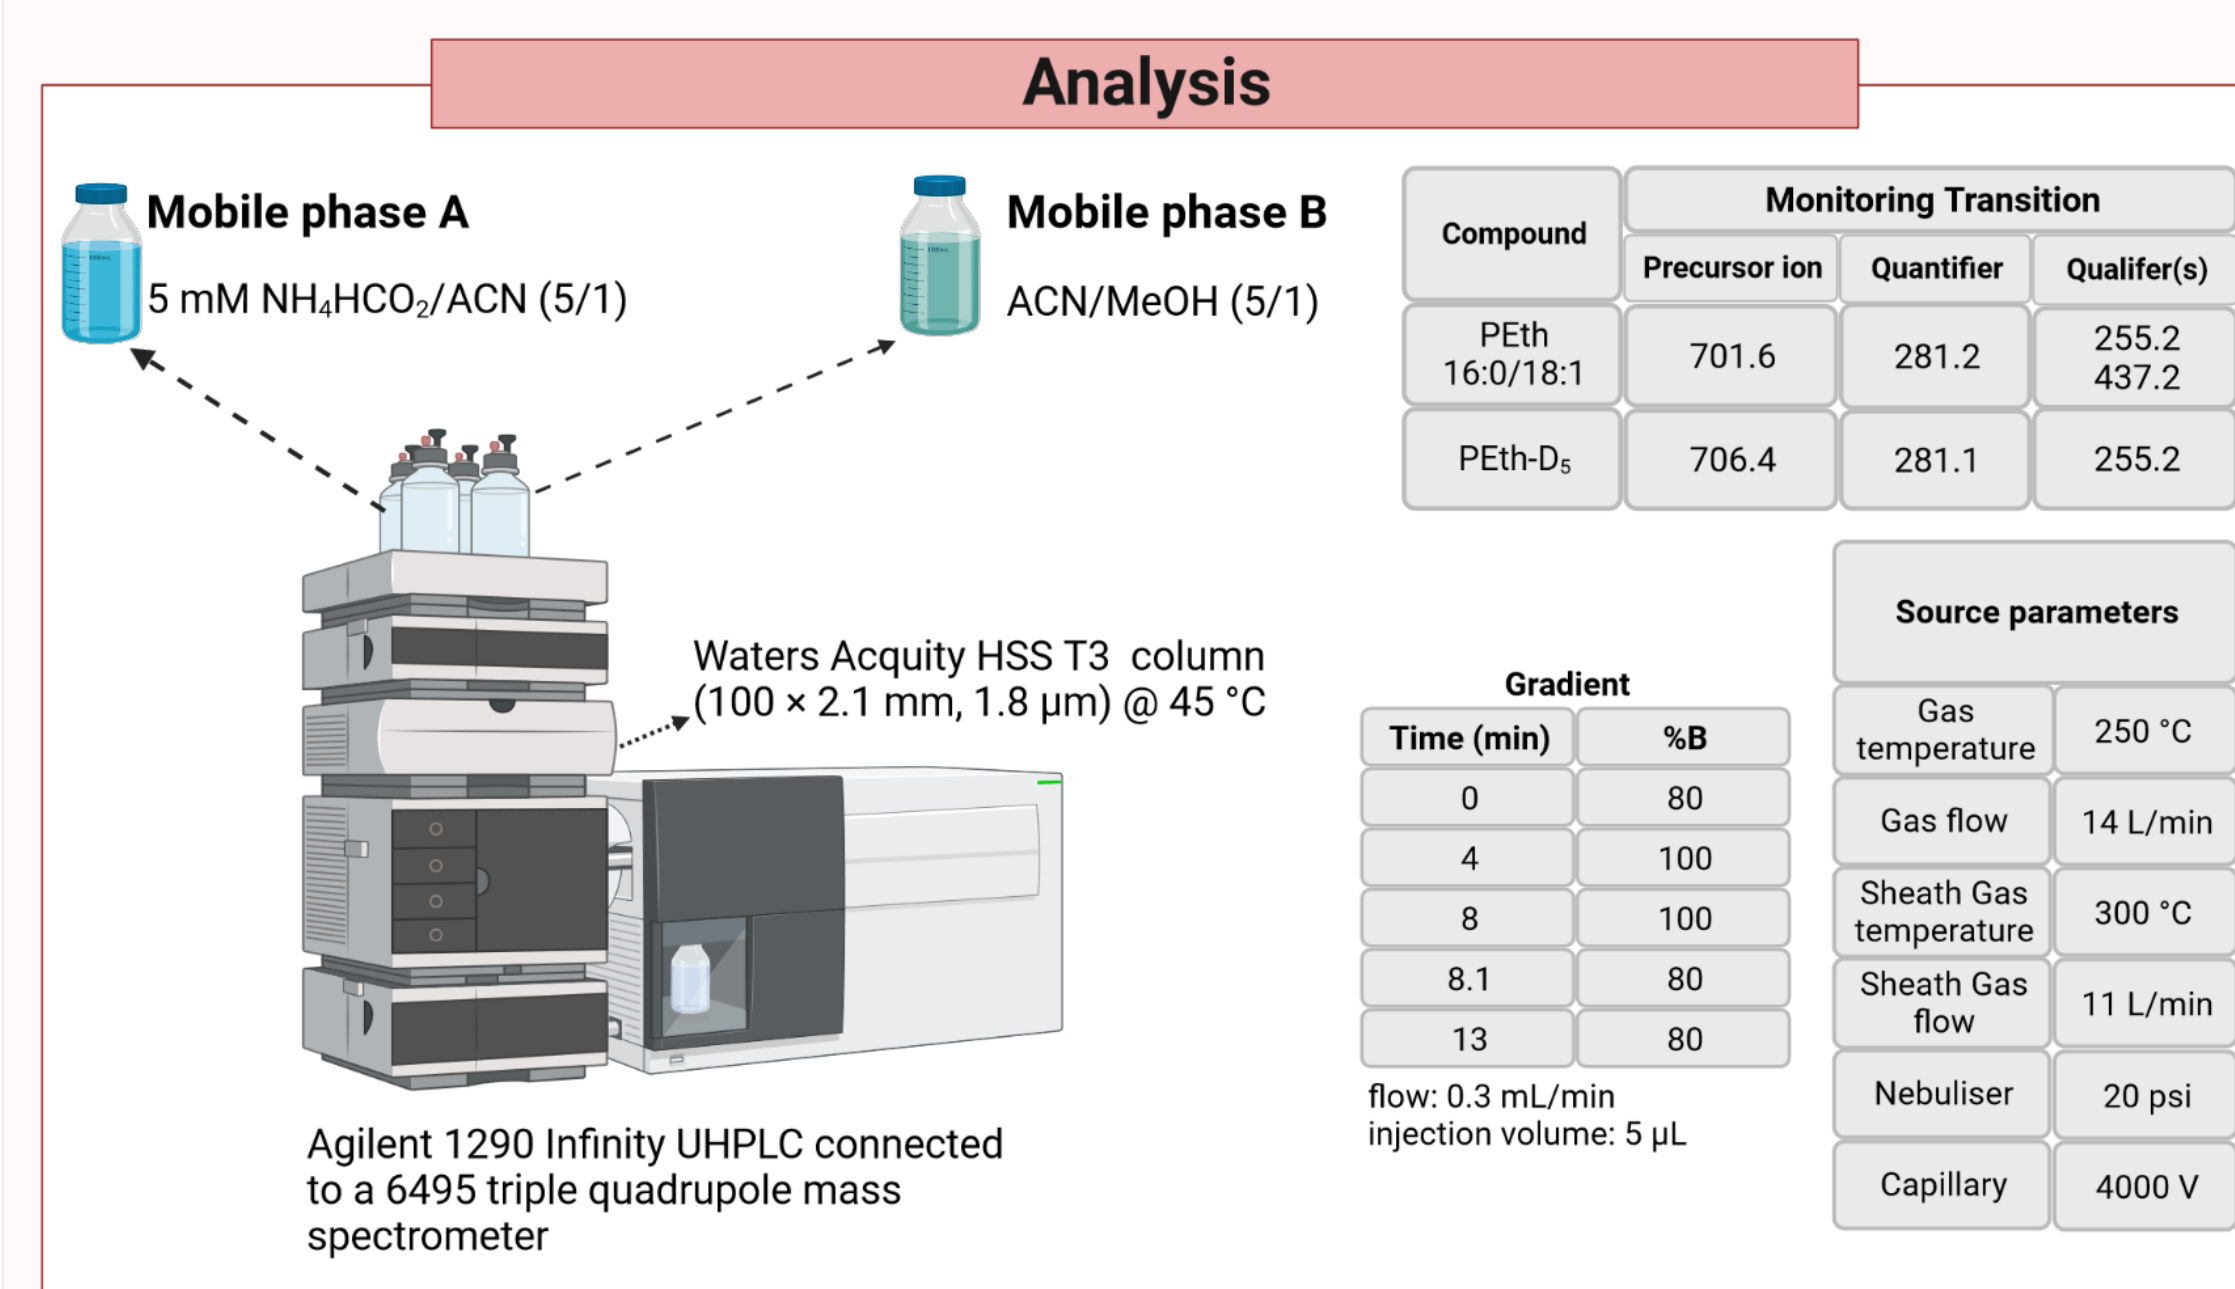 Analysis
Mobile phase A
5 mM NH₄HCO₂/ACN (5/1)
Mobile phase B
ACN/MeOH (5/1)
Waters Acquity HSS T3 column
(100 × 2.1 mm, 1.8 µm) @ 45 °C
Agilent 1290 Infinity UHPLC connected
to a 6495 triple quadrupole mass
spectrometer
Compound
Monitoring Transition
Precursor ion
Quantifier
Qualifer(s)
PEth
16:0/18:1
701.6
281.2
255.2
437.2
PEth-D₅
706.4
281.1
255.2
Gradient
Time (min)
%B
0
80
4
100
8
100
8.1
80
13
80
flow: 0.3 mL/min
injection volume: 5 µL
Source parameters
Gas
temperature
250 °C
Gas flow
14 L/min
Sheath Gas
temperature
300 °C
Sheath Gas
flow
11 L/min
Nebuliser
20 psi
Capillary
4000 V